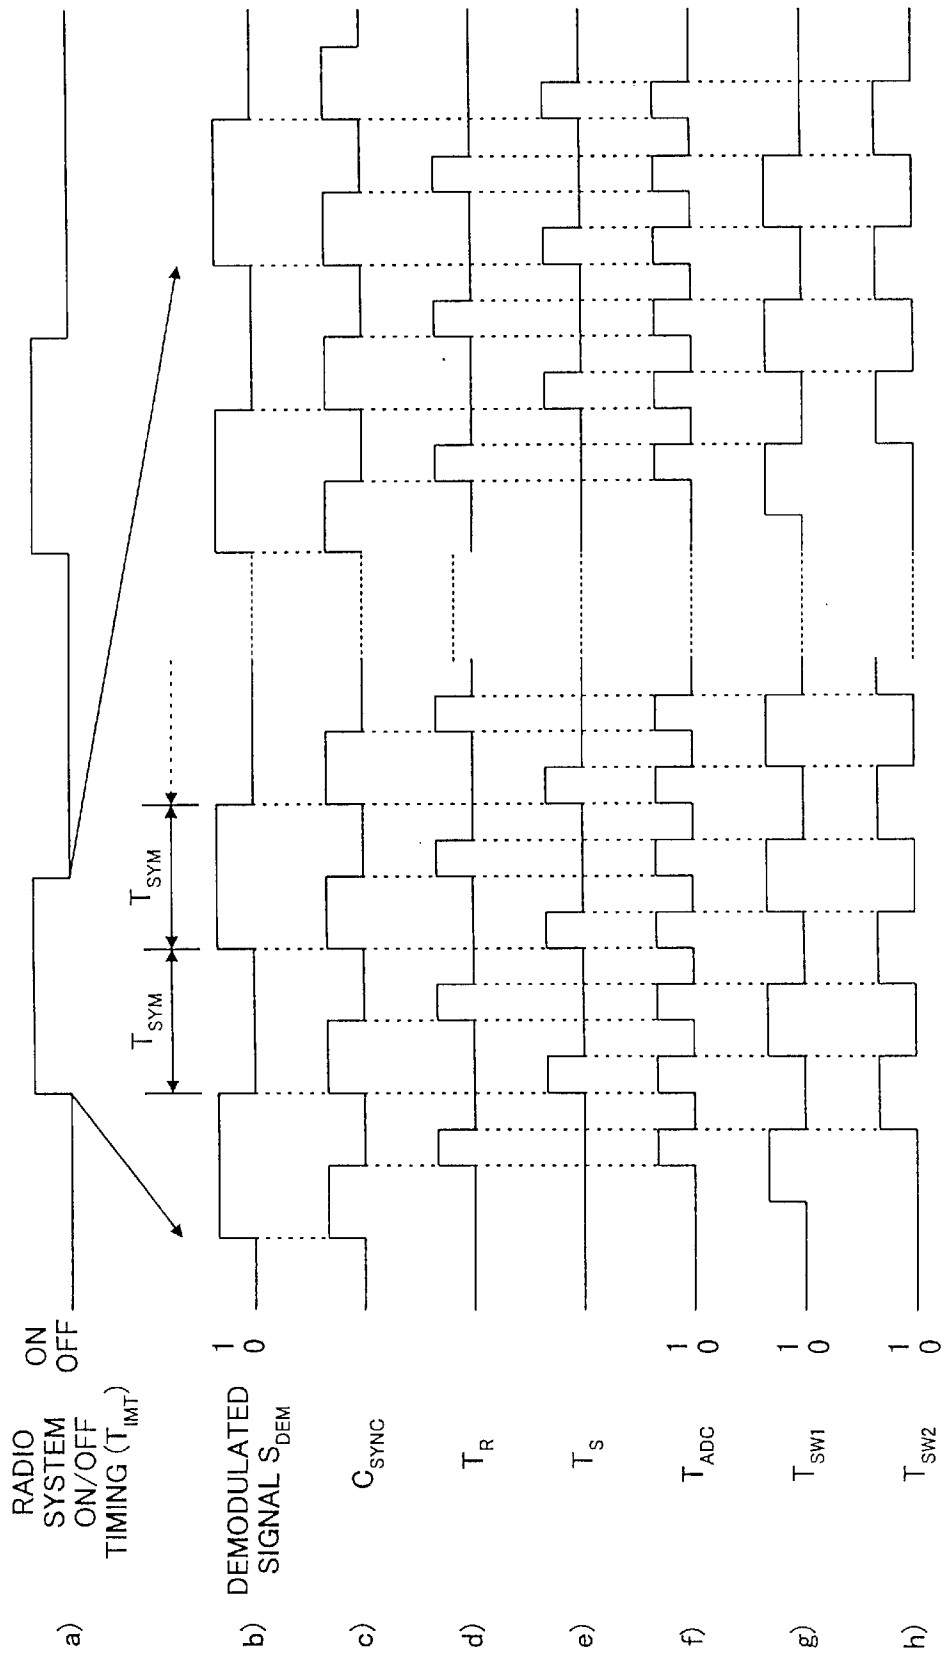 a)
RADIO
SYSTEM
ON/OFF
TIMING (T_IMT)
ON
OFF
T_SYM
T_SYM
b)
DEMODULATED
SIGNAL S_DEM
1
0
c)
C_SYNC
d)
T_R
e)
T_S
f)
T_ADC
1
0
g)
T_SW1
1
0
h)
T_SW2
1
0